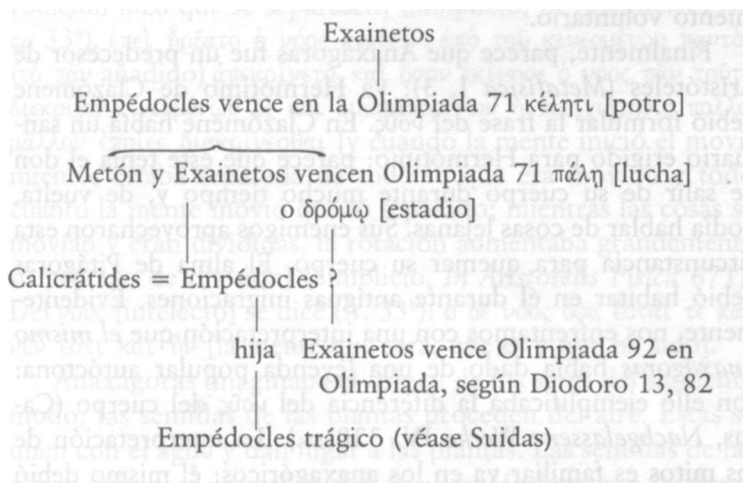 Exainetos
Empédocles vence en la Olimpiada 71 κέλητι [potro]
Metón y Exainetos vencen Olimpiada 71 πάλῃ [lucha]
o δρόμῳ [estadio]
Calicrátides = Empédocles ?
hija Exainetos vence Olimpiada 92 en
Olimpiada, según Diodoro 13, 82
Empédocles trágico (véase Suidas)